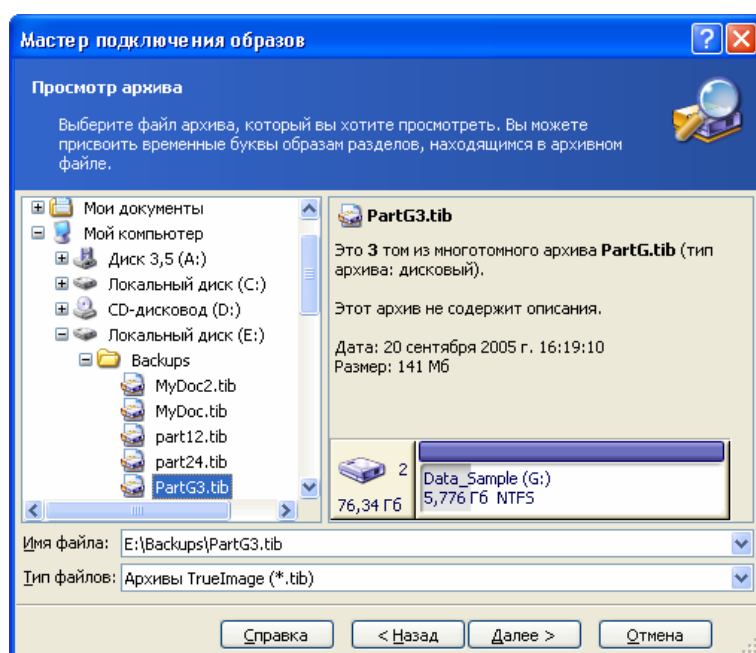 Мастер подключения образов
Просмотр архива
Выберите файл архива, который вы хотите просмотреть. Вы можете
присвоить временные буквы образам разделов, находящимся в архивном
файле.
Мои документы
Мой компьютер
Диск 3,5 (A:)
Локальный диск (C:)
CD-дисковод (D:)
Локальный диск (E:)
Backups
MyDoc2.tib
MyDoc.tib
part12.tib
part24.tib
PartG3.tib
PartG3.tib
Это 3 том из многотомного архива PartG.tib (тип
архива: дисковый).
Этот архив не содержит описания.
Дата: 20 сентября 2005 г. 16:19:10
Размер: 141 Мб
2
76,34 Гб
Data_Sample (G:)
5,776 Гб NTFS
Имя файла: E:\Backups\PartG3.tib
Тип файлов: Архивы TrueImage (*.tib)
Справка
< Назад
Далее >
Отмена